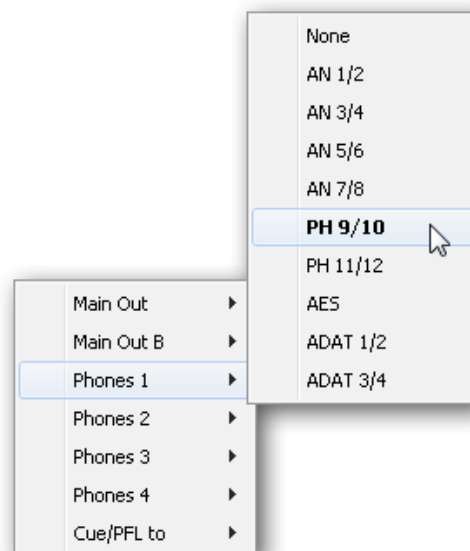 None
AN 1/2
AN 3/4
AN 5/6
AN 7/8
PH 9/10
PH 11/12
AES
ADAT 1/2
ADAT 3/4
Main Out
Main Out B
Phones 1
Phones 2
Phones 3
Phones 4
Cue/PFL to